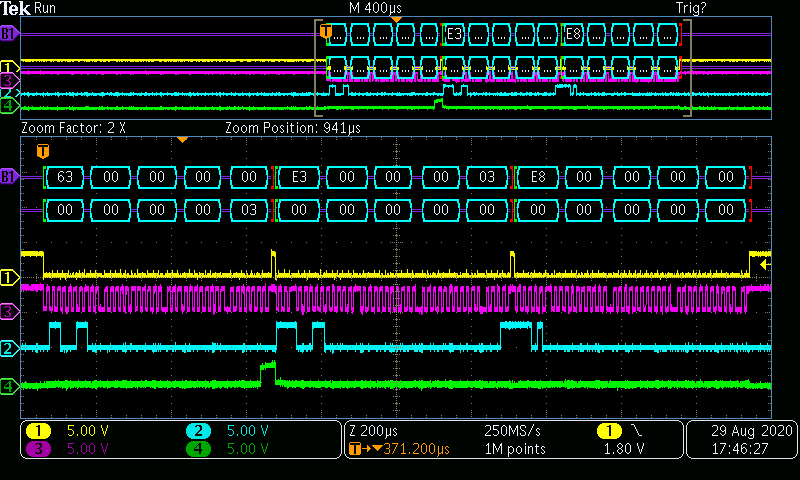 Tek Run M 400µs Trig?
B1 ... ... ... ... ... E3 ... ... ... ... E8 ... ... ... ...
T
1
3
2
4
Zoom Factor: 2 X Zoom Position: 941µs
T
B1 63 00 00 00 00 E3 00 00 00 03 E8 00 00 00 00
00 00 00 00 03 00 00 00 00 00 00 00 00 00 00
1
3
2
4
1 5.00 V 2 5.00 V Z 200µs 250MS/s 1 1.80 V 29 Aug 2020
3 5.00 V 4 5.00 V T 371.200µs 1M points 17:46:27